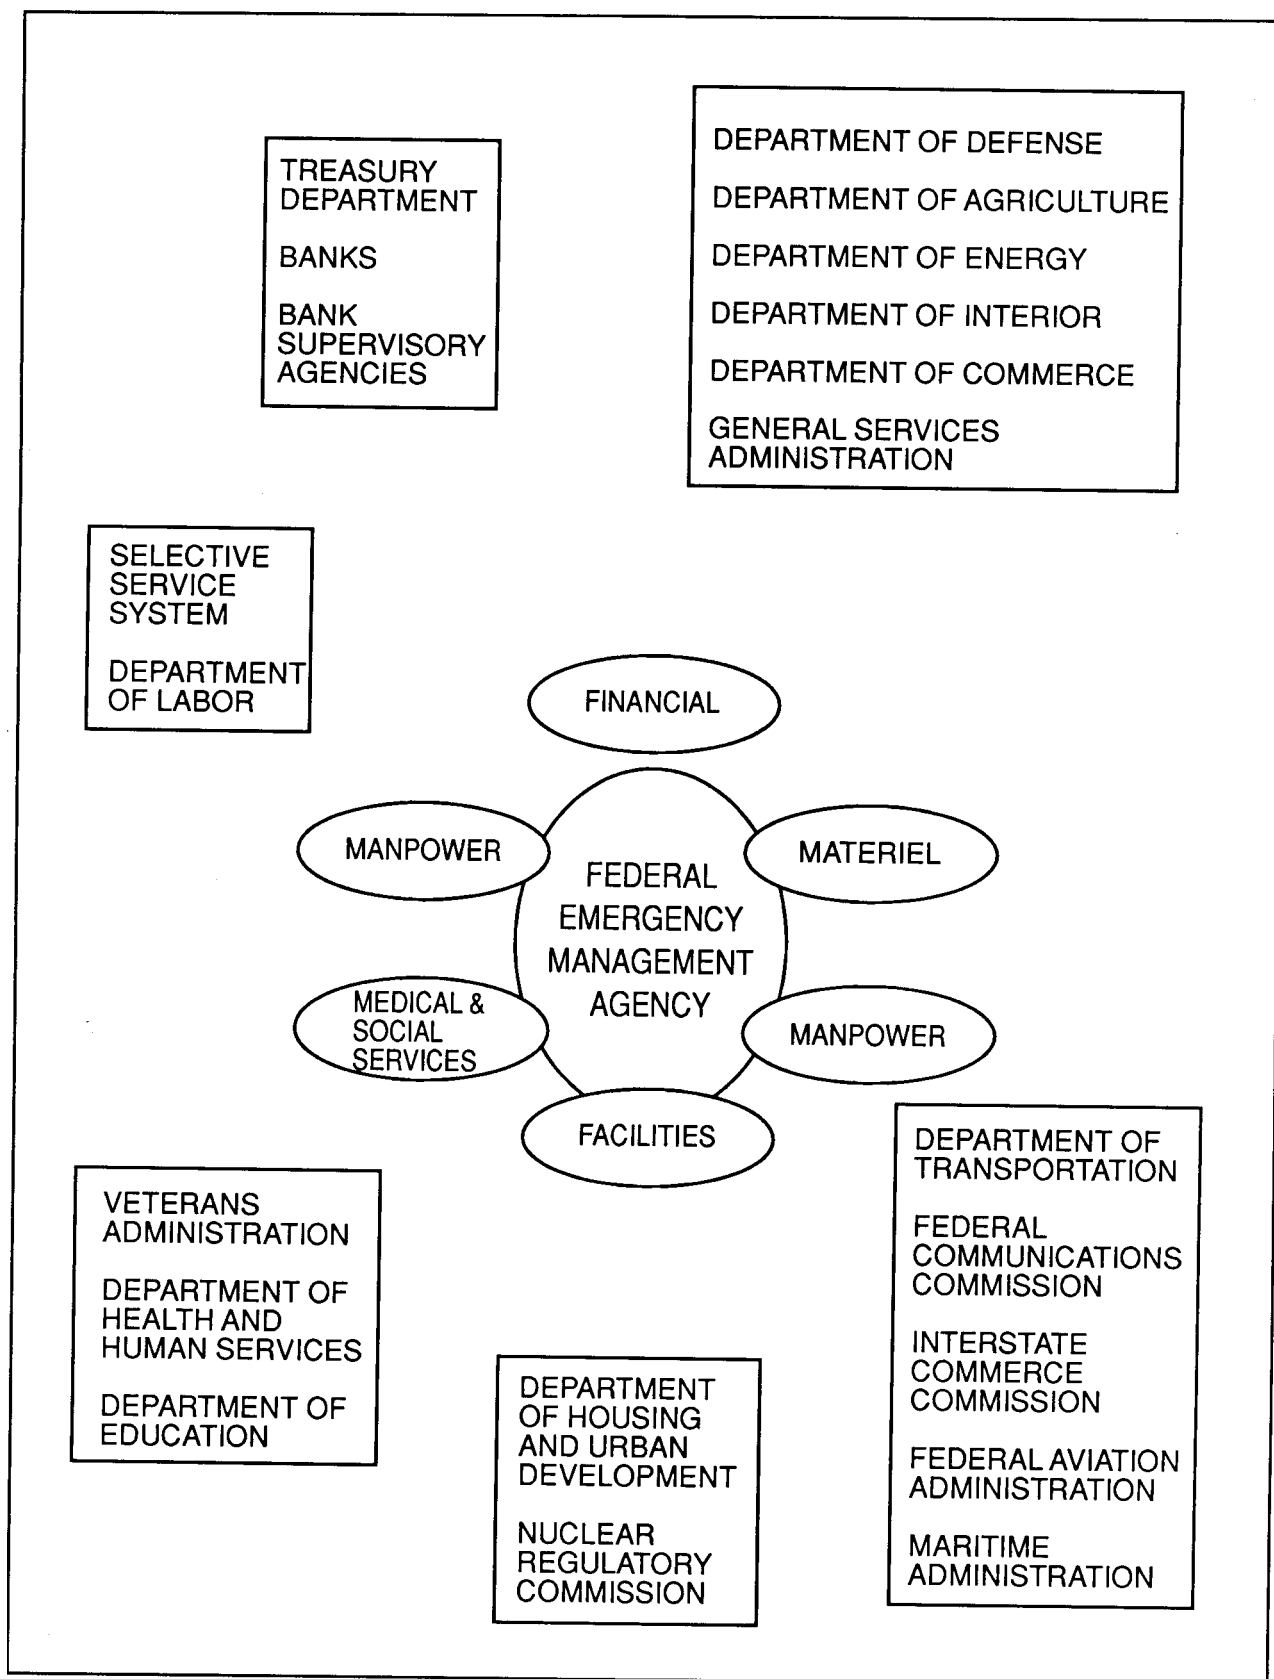 TREASURY
DEPARTMENT
BANKS
BANK
SUPERVISORY
AGENCIES
DEPARTMENT OF DEFENSE
DEPARTMENT OF AGRICULTURE
DEPARTMENT OF ENERGY
DEPARTMENT OF INTERIOR
DEPARTMENT OF COMMERCE
GENERAL SERVICES
ADMINISTRATION
SELECTIVE
SERVICE
SYSTEM
DEPARTMENT
OF LABOR
FINANCIAL
MANPOWER
MATERIEL
FEDERAL
EMERGENCY
MANAGEMENT
AGENCY
MEDICAL &
SOCIAL
SERVICES
MANPOWER
FACILITIES
VETERANS
ADMINISTRATION
DEPARTMENT OF
HEALTH AND
HUMAN SERVICES
DEPARTMENT OF
EDUCATION
DEPARTMENT
OF HOUSING
AND URBAN
DEVELOPMENT
NUCLEAR
REGULATORY
COMMISSION
DEPARTMENT OF
TRANSPORTATION
FEDERAL
COMMUNICATIONS
COMMISSION
INTERSTATE
COMMERCE
COMMISSION
FEDERAL AVIATION
ADMINISTRATION
MARITIME
ADMINISTRATION